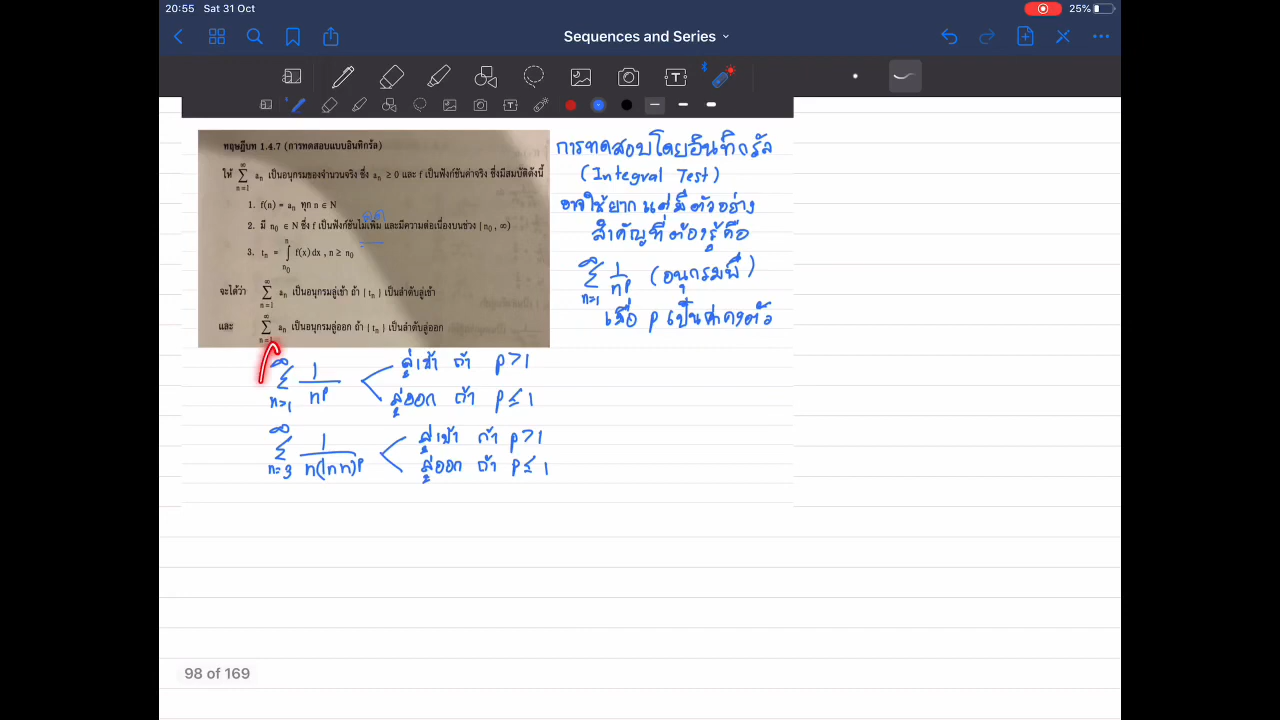 20:55 Sat 31 Oct
25%
Sequences and Series
ทฤษฎีบท 1.4.7 (การทดสอบแบบอินทิกรัล)
ให้ ∞ Σ n=1 aₙ เป็นอนุกรมของจำนวนจริง ซึ่ง aₙ ≥ 0 และ f เป็นฟังก์ชันค่าจริง ซึ่งมีสมบัติดังนี้
1. f(n) = aₙ ทุก n ∈ N
2. มี n₀ ∈ N ซึ่ง f เป็นฟังก์ชันไม่เพิ่ม และมีความต่อเนื่องบนช่วง [n₀, ∞)
3. tₙ = n ∫ n₀ f(x) dx , n ≥ n₀
จะได้ว่า ∞ Σ n=1 aₙ เป็นอนุกรมลู่เข้า ถ้า { tₙ } เป็นลำดับลู่เข้า
และ ∞ Σ n=1 aₙ เป็นอนุกรมลู่ออก ถ้า { tₙ } เป็นลำดับลู่ออก
การทดสอบโดยอินทิกรัล
(Integral Test)
อาจใช้ยาก แต่มีตัวอย่าง
สำคัญที่ต้องรู้คือ
∞ Σ n=1 1/nᵖ (อนุกรมพี)
เมื่อ p เป็นค่าคงตัว
∞ Σ n=1 1/nᵖ
ลู่เข้า ถ้า p > 1
ลู่ออก ถ้า p ≤ 1
∞ Σ n=3 1/n(ln n)ᵖ
ลู่เข้า ถ้า p > 1
ลู่ออก ถ้า p ≤ 1
98 of 169